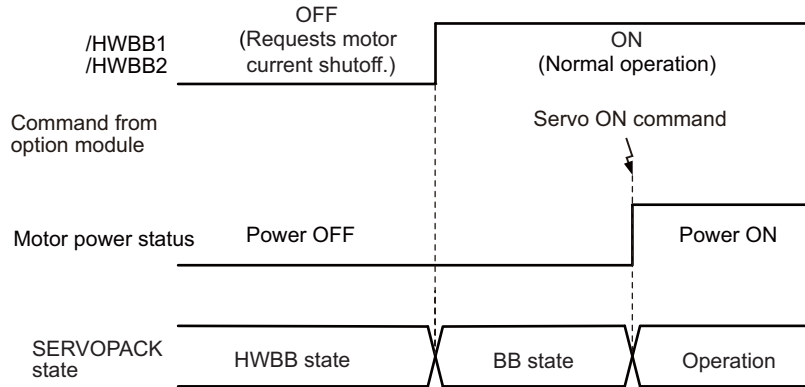 OFF
(Requests motor
current shutoff.)
/HWBB1
/HWBB2
ON
(Normal operation)
Command from
option module
Servo ON command
Motor power status
Power OFF
Power ON
SERVOPACK
state
HWBB state
BB state
Operation